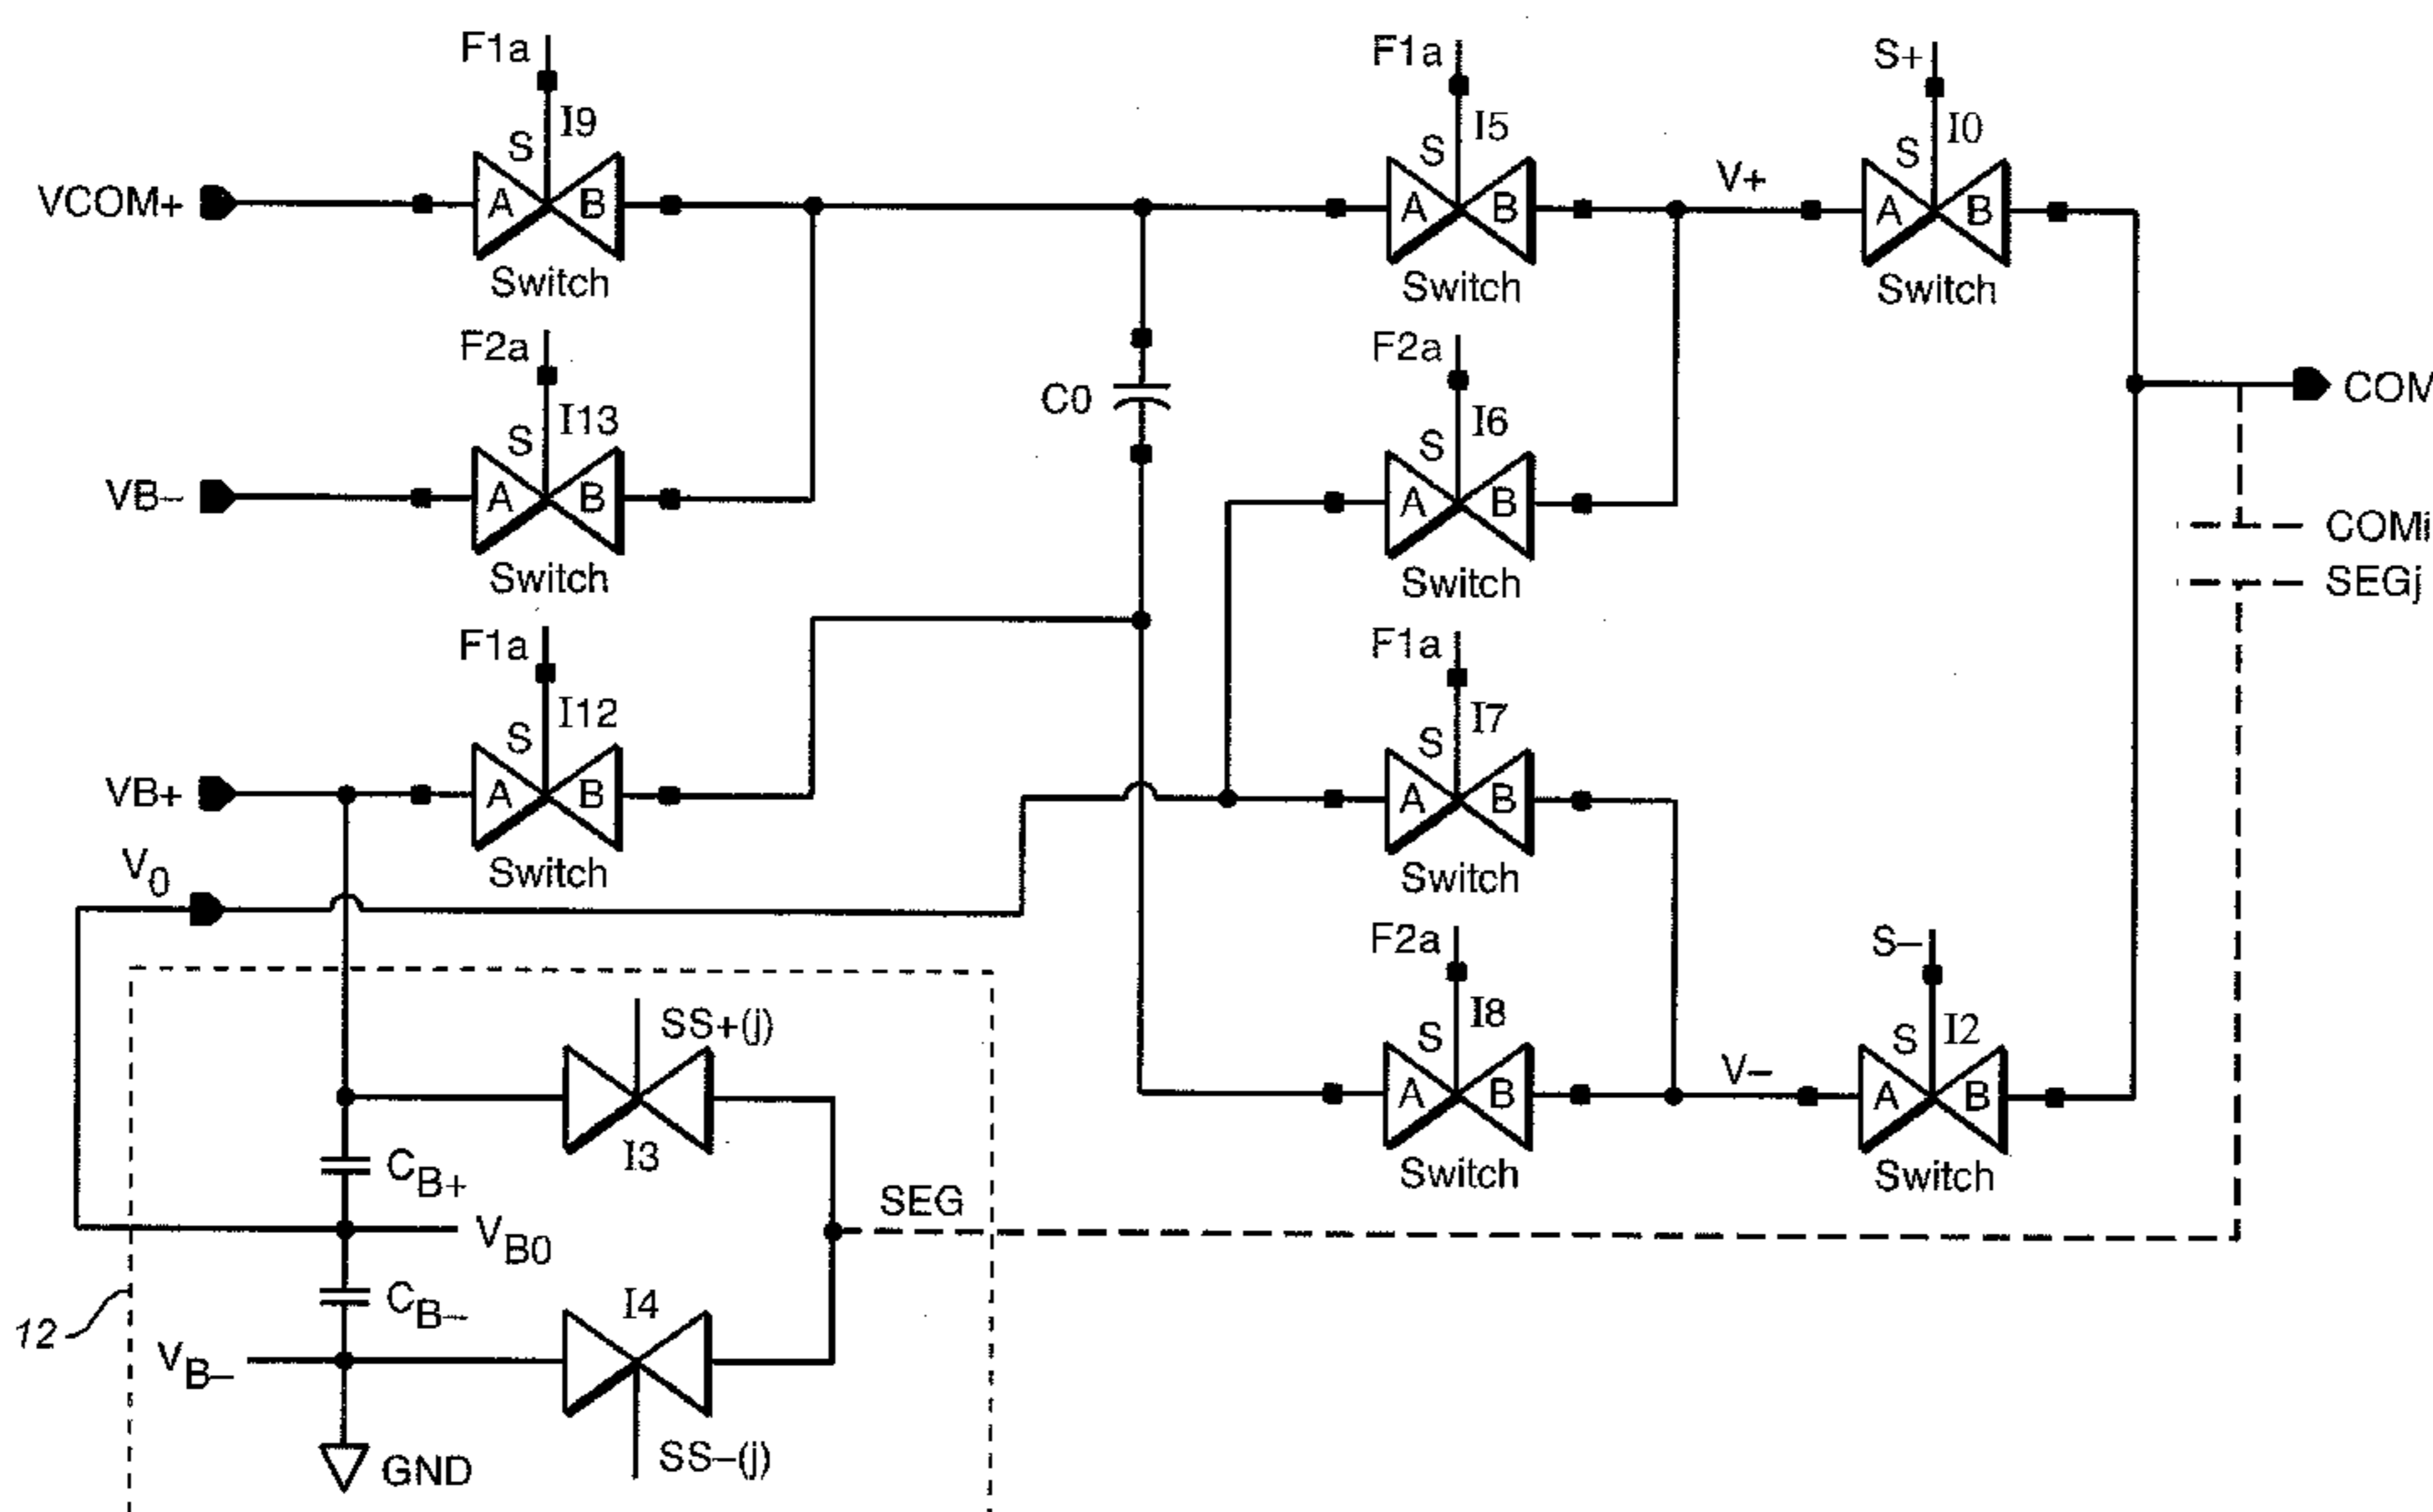 F1a
F1a
S+
I9
I5
I0
S
S
S
VCOM+
A
B
A
B
V+
A
B
Switch
Switch
Switch
F2a
F2a
I13
I6
C0
COM
S
S
VB–
A
B
A
B
COMi
Switch
Switch
SEGj
F1a
F1a
I12
I7
S
S
VB+
A
B
A
B
Switch
Switch
V0
F2a
S–
I8
I2
S
S
SS+(j)
V–
A
B
A
B
I3
Switch
Switch
CB+
SEG
VB0
CB–
I4
12
VB–
SS–(j)
GND